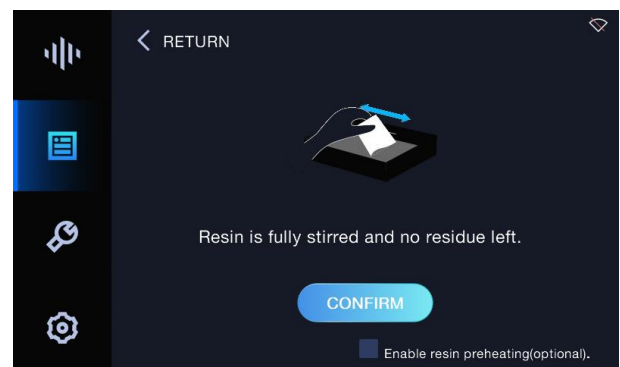 RETURN
Resin is fully stirred and no residue left.
CONFIRM
Enable resin preheating(optional).